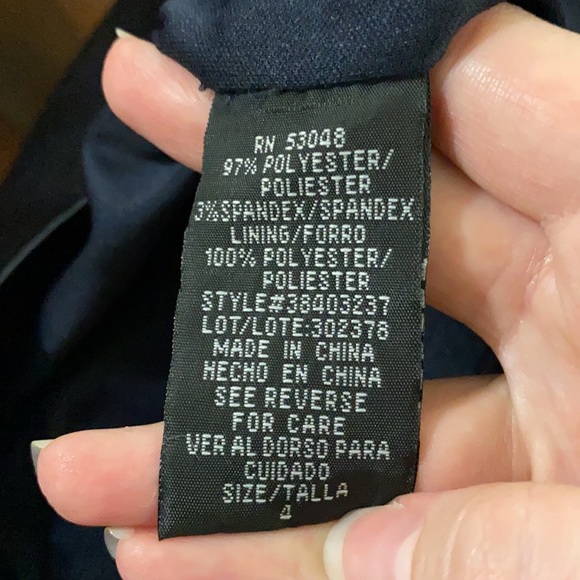 RN 53048
97% POLYESTER/
POLIESTER
3%SPANDEX/SPANDEX
LINING/FORRO
100% POLYESTER/
POLIESTER
STYLE#38403237
LOT/LOTE:302378
MADE IN CHINA
HECHO EN CHINA
SEE REVERSE
FOR CARE
VER AL DORSO PARA
CUIDADO
SIZE/TALLA
4